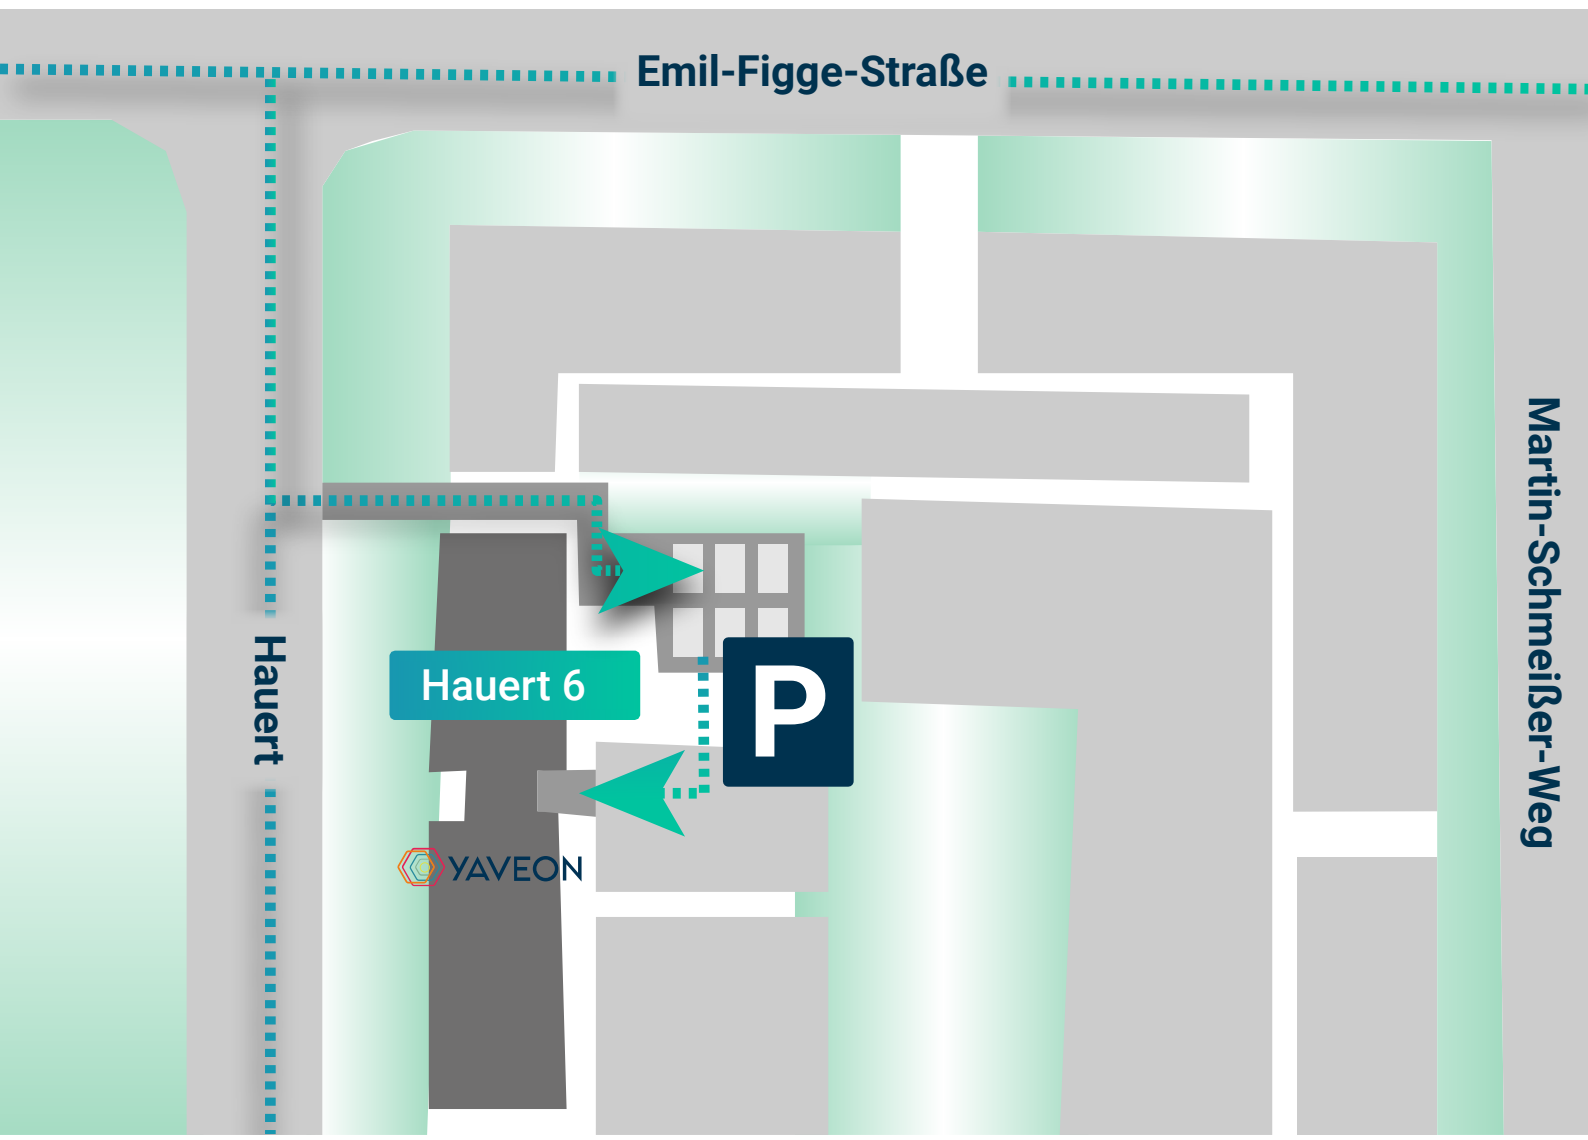 Emil-Figge-Straße
Martin-Schmeißer-Weg
Hauert
Hauert 6
P
YAVEON